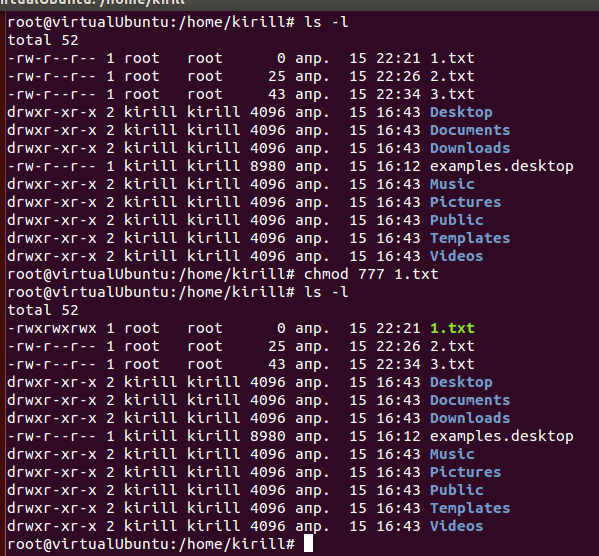 root@virtualUbuntu:/home/kirill# ls -l
total 52
-rw-r--r-- 1 root   root      0 апр.  15 22:21 1.txt
-rw-r--r-- 1 root   root     25 апр.  15 22:26 2.txt
-rw-r--r-- 1 root   root     43 апр.  15 22:34 3.txt
drwxr-xr-x 2 kirill kirill 4096 апр.  15 16:43 Desktop
drwxr-xr-x 2 kirill kirill 4096 апр.  15 16:43 Documents
drwxr-xr-x 2 kirill kirill 4096 апр.  15 16:43 Downloads
-rw-r--r-- 1 kirill kirill 8980 апр.  15 16:12 examples.desktop
drwxr-xr-x 2 kirill kirill 4096 апр.  15 16:43 Music
drwxr-xr-x 2 kirill kirill 4096 апр.  15 16:43 Pictures
drwxr-xr-x 2 kirill kirill 4096 апр.  15 16:43 Public
drwxr-xr-x 2 kirill kirill 4096 апр.  15 16:43 Templates
drwxr-xr-x 2 kirill kirill 4096 апр.  15 16:43 Videos
root@virtualUbuntu:/home/kirill# chmod 777 1.txt
root@virtualUbuntu:/home/kirill# ls -l
total 52
-rwxrwxrwx 1 root   root      0 апр.  15 22:21 1.txt
-rw-r--r-- 1 root   root     25 апр.  15 22:26 2.txt
-rw-r--r-- 1 root   root     43 апр.  15 22:34 3.txt
drwxr-xr-x 2 kirill kirill 4096 апр.  15 16:43 Desktop
drwxr-xr-x 2 kirill kirill 4096 апр.  15 16:43 Documents
drwxr-xr-x 2 kirill kirill 4096 апр.  15 16:43 Downloads
-rw-r--r-- 1 kirill kirill 8980 апр.  15 16:12 examples.desktop
drwxr-xr-x 2 kirill kirill 4096 апр.  15 16:43 Music
drwxr-xr-x 2 kirill kirill 4096 апр.  15 16:43 Pictures
drwxr-xr-x 2 kirill kirill 4096 апр.  15 16:43 Public
drwxr-xr-x 2 kirill kirill 4096 апр.  15 16:43 Templates
drwxr-xr-x 2 kirill kirill 4096 апр.  15 16:43 Videos
root@virtualUbuntu:/home/kirill#